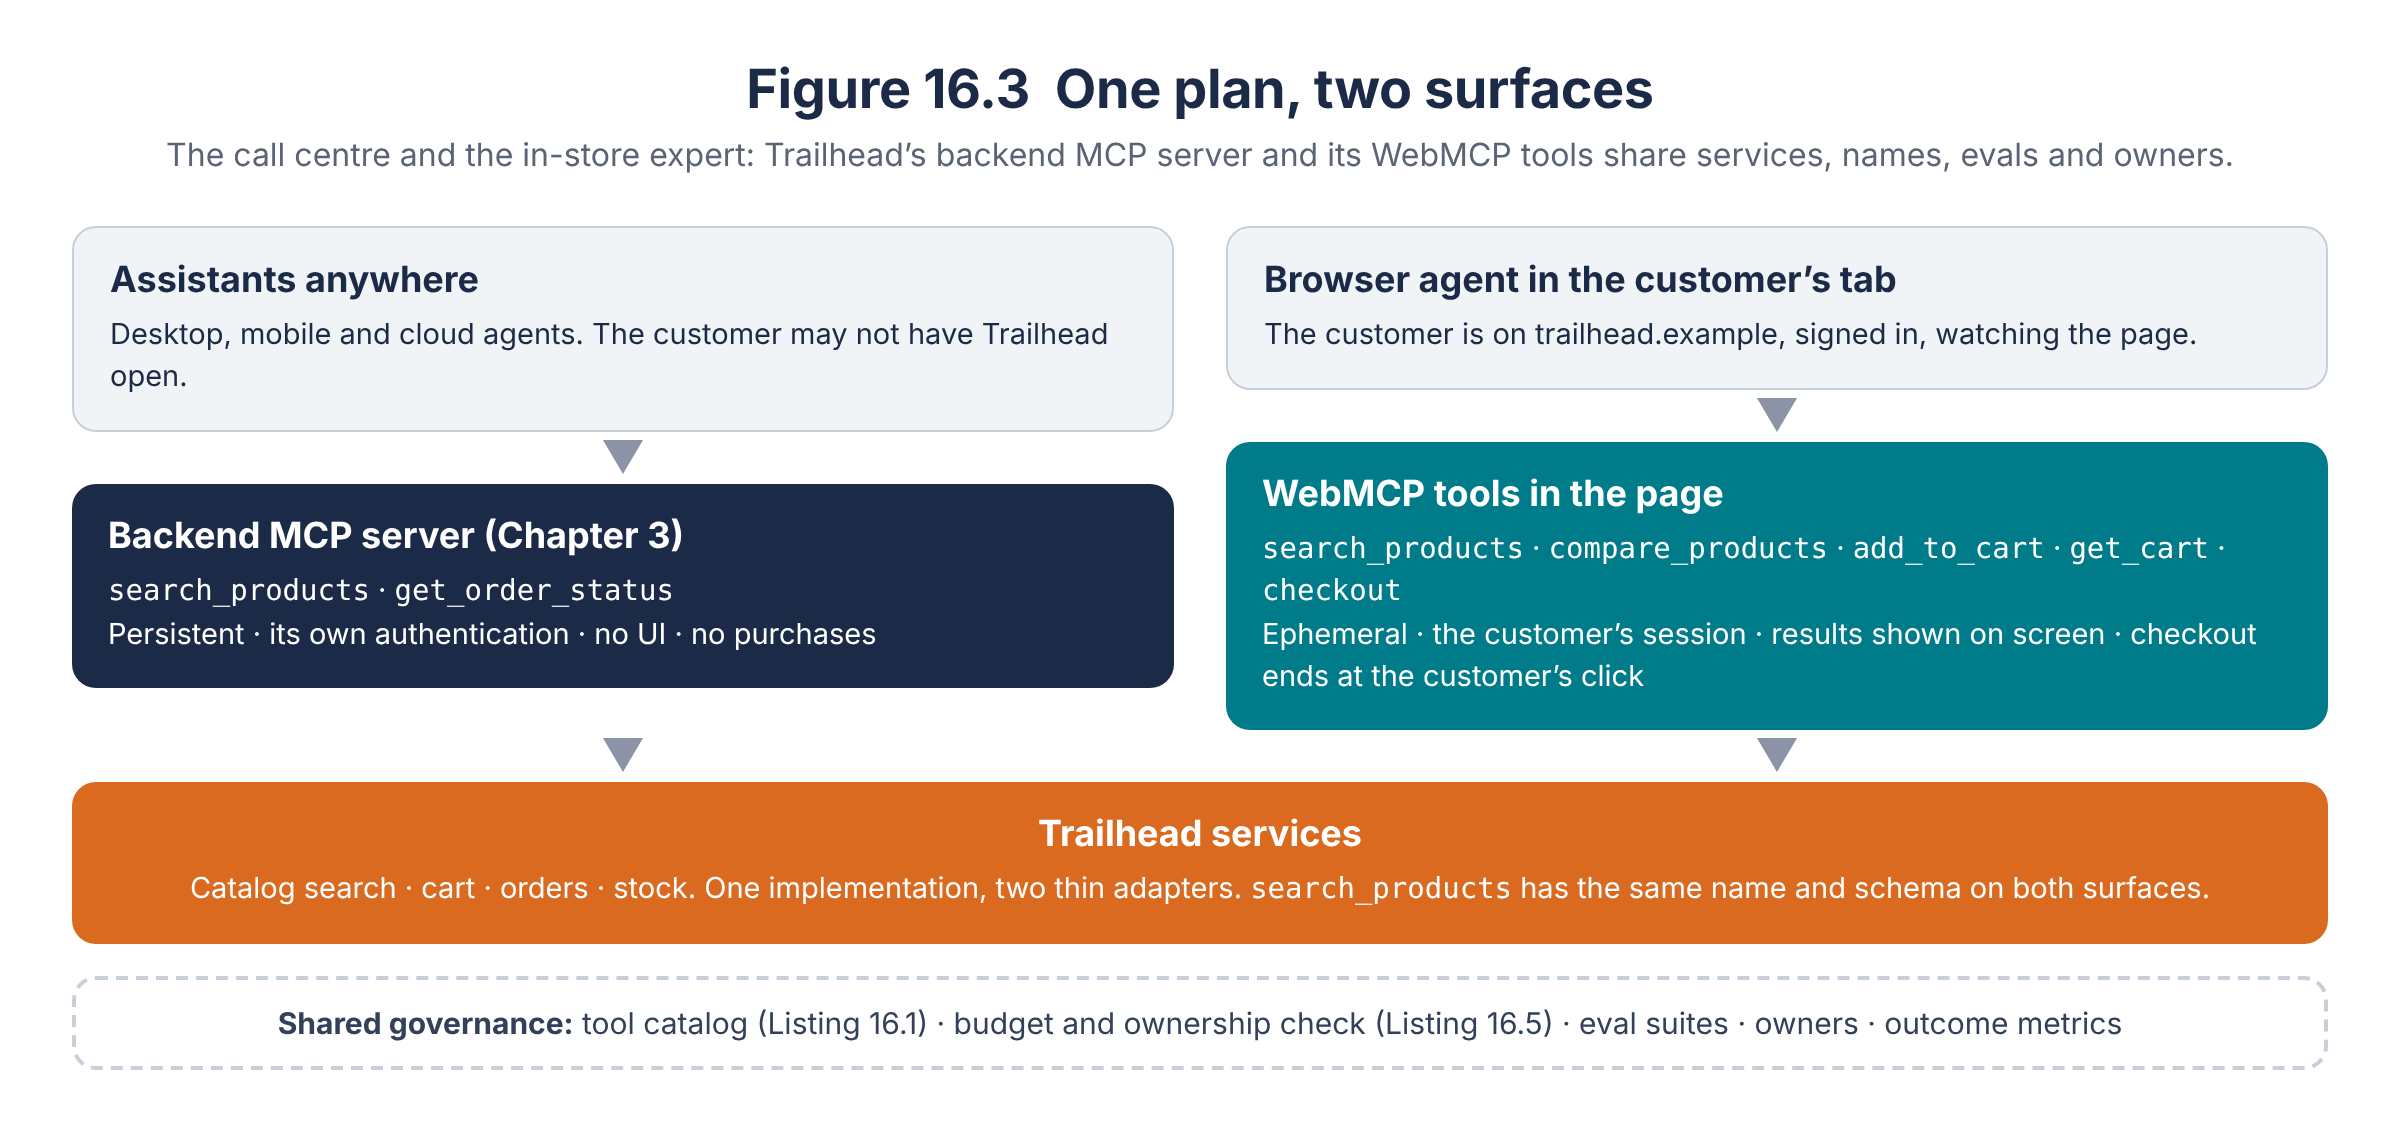 Figure 16.3  One plan, two surfaces
The call centre and the in-store expert: Trailhead’s backend MCP server and its WebMCP tools share services, names, evals and owners.
Assistants anywhere
Desktop, mobile and cloud agents. The customer may not have Trailhead
open.
Backend MCP server (Chapter 3)
search_products · get_order_status
Persistent · its own authentication · no UI · no purchases
Browser agent in the customer’s tab
The customer is on trailhead.example, signed in, watching the page.
WebMCP tools in the page
search_products · compare_products · add_to_cart · get_cart ·
checkout
Ephemeral · the customer’s session · results shown on screen · checkout
ends at the customer’s click
Trailhead services
Catalog search · cart · orders · stock. One implementation, two thin adapters. search_products has the same name and schema on both surfaces.
Shared governance: tool catalog (Listing 16.1) · budget and ownership check (Listing 16.5) · eval suites · owners · outcome metrics